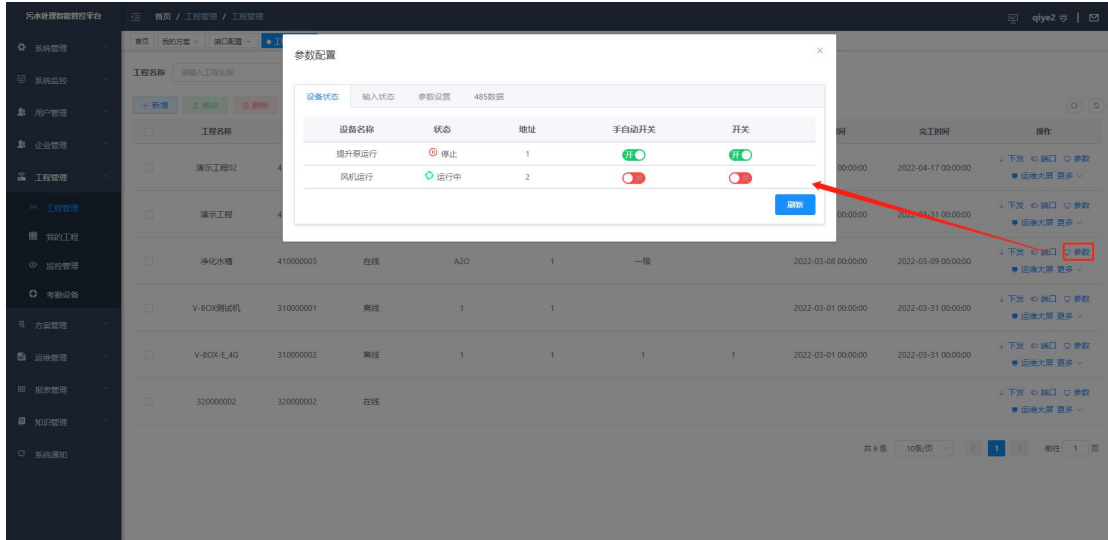 污水处理智能管控平台
首页 / 工程管理 / 工程管理
qiye2
系统管理
系统监控
用户管理
企业管理
工程管理
工程管理
我的工程
监控管理
考勤设备
方案管理
运维管理
报表管理
知识管理
系统通知
首页 我的方案 × 端口配置 ×
工程名称 请输入工程名称
+ 新增 修改 删除
参数配置 ×
设备状态 输入状态 参数设置 485数据
设备名称 状态 地址 手自动开关 开关
提升泵运行 停止 1 开 开
风机运行 运行中 2 关 关
刷新
工程名称 完工时间 操作
演示工程02 4 00:00:00 2022-04-17 00:00:00 下发 端口 参数
运维大屏 更多
演示工程 4 00:00:00 2022-03-31 00:00:00 下发 端口 参数
运维大屏 更多
净化水槽 410000003 在线 A2O 1 一级 2022-03-08 00:00:00 2022-03-09 00:00:00 下发 端口 参数
运维大屏 更多
V-BOX测试机 310000001 离线 1 1 2022-03-01 00:00:00 2022-03-31 00:00:00 下发 端口 参数
运维大屏 更多
V-BOX-E_4G 310000002 离线 1 1 1 1 2022-03-01 00:00:00 2022-03-31 00:00:00 下发 端口 参数
运维大屏 更多
320000002 320000002 在线 下发 端口 参数
运维大屏 更多
共 6 条 10条/页 < 1 > 前往 1 页